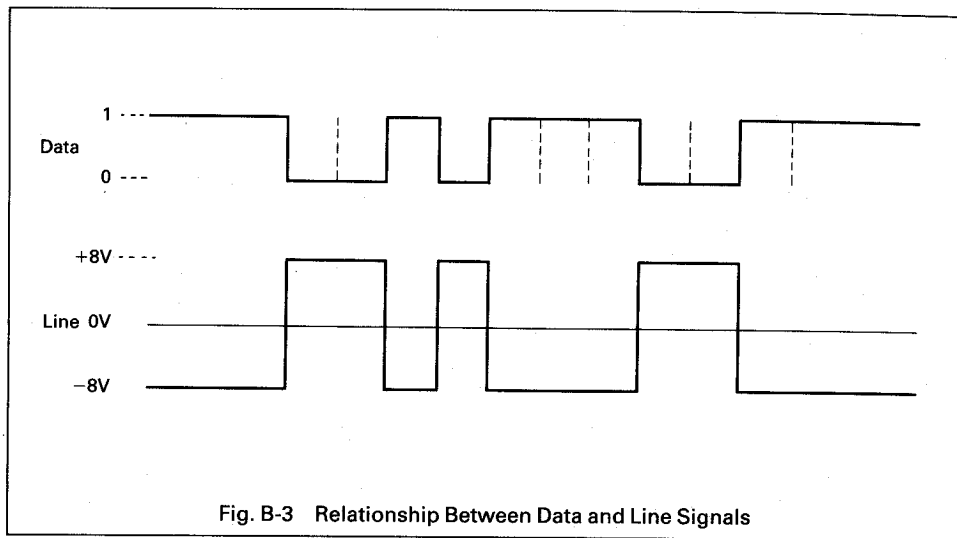 1 ----
Data
0 ---
+8V ----
Line 0V
−8V
Fig. B-3 Relationship Between Data and Line Signals